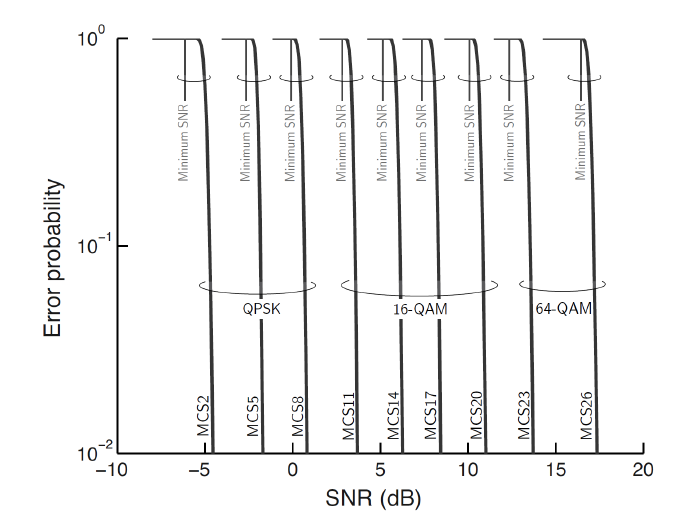 10⁰
Minimum SNR
Minimum SNR
Minimum SNR
Minimum SNR
Minimum SNR
Minimum SNR
Minimum SNR
Minimum SNR
Minimum SNR
Error probability
10⁻¹
QPSK
16-QAM
64-QAM
MCS2
MCS5
MCS8
MCS11
MCS14
MCS17
MCS20
MCS23
MCS26
10⁻²
−10
−5
0
5
10
15
20
SNR (dB)